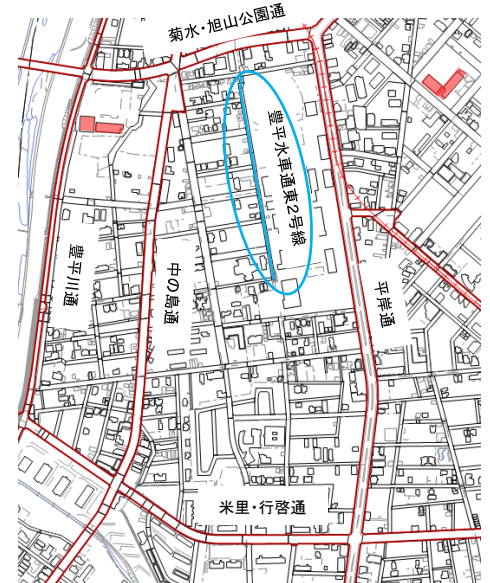 菊水・旭山公園通
豊平水車通東2号線
豊平川通
中の島通
平岸通
米里・行啓通